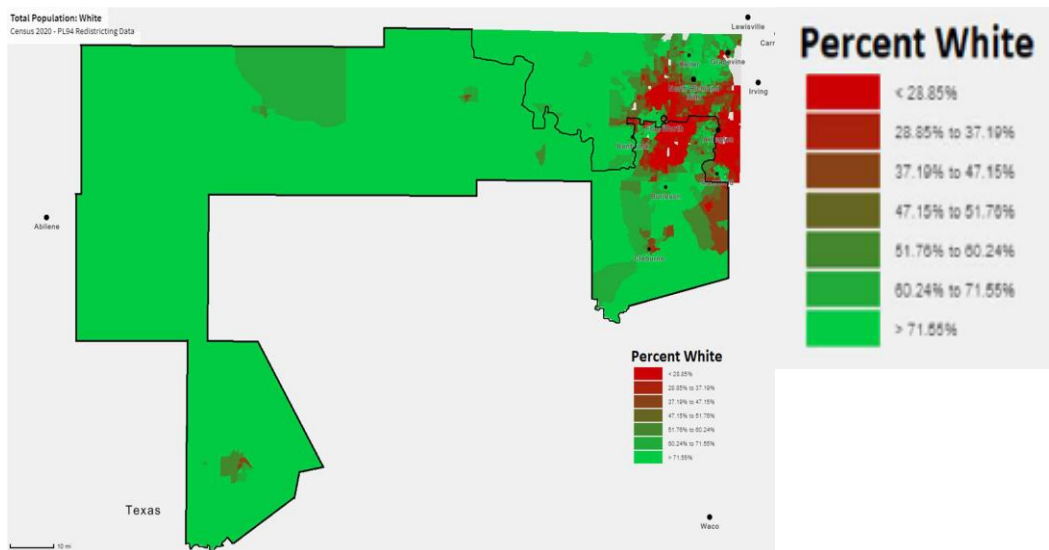 Total Population: White
Census 2020 - PL94 Redistricting Data
Lewisville
Carr
Grapevine
Irving
Burleson
Cleburne
Abilene
Texas
Waco
10 mi
Percent White
< 28.85%
28.85% to 37.19%
37.19% to 47.15%
47.15% to 51.76%
51.76% to 60.24%
60.24% to 71.55%
> 71.55%
Percent White
< 28.85%
28.85% to 37.19%
37.19% to 47.15%
47.15% to 51.76%
51.76% to 60.24%
60.24% to 71.55%
> 71.55%